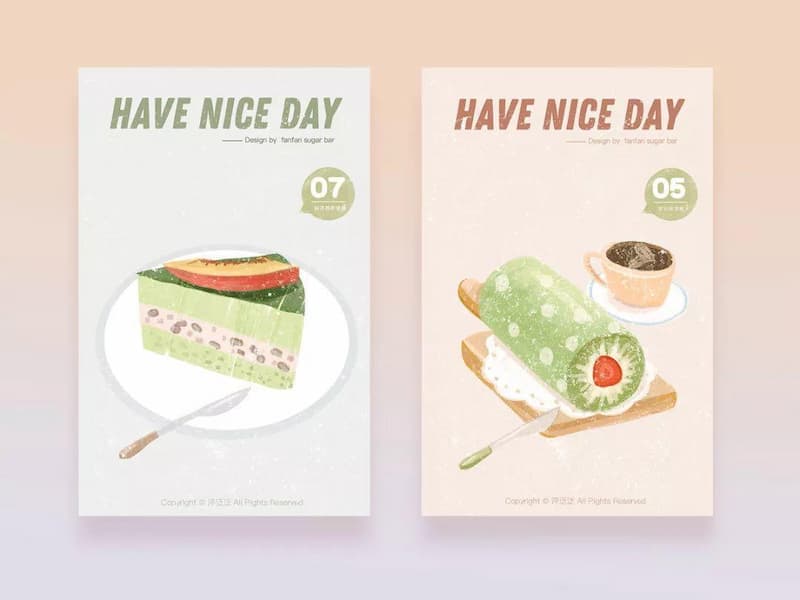 HAVE NICE DAY
Design by fanfan sugar bar
07
Copyright © All Rights Reserved
HAVE NICE DAY
Design by fanfan sugar bar
05
Copyright © All Rights Reserved